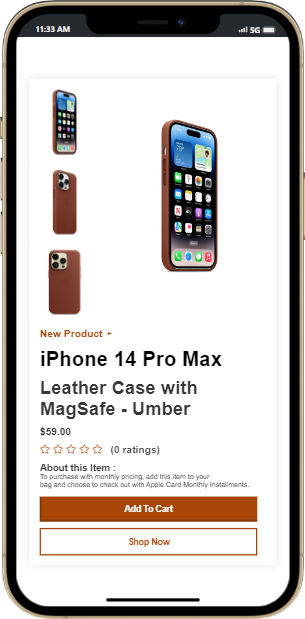 11:33 AM
5G
New Product ▸
iPhone 14 Pro Max
Leather Case with
MagSafe - Umber
$59.00
(0 ratings)
About this Item :
To purchase with monthly pricing, add this item to your
bag and choose to check out with Apple Card Monthly Installments.
Add To Cart
Shop Now